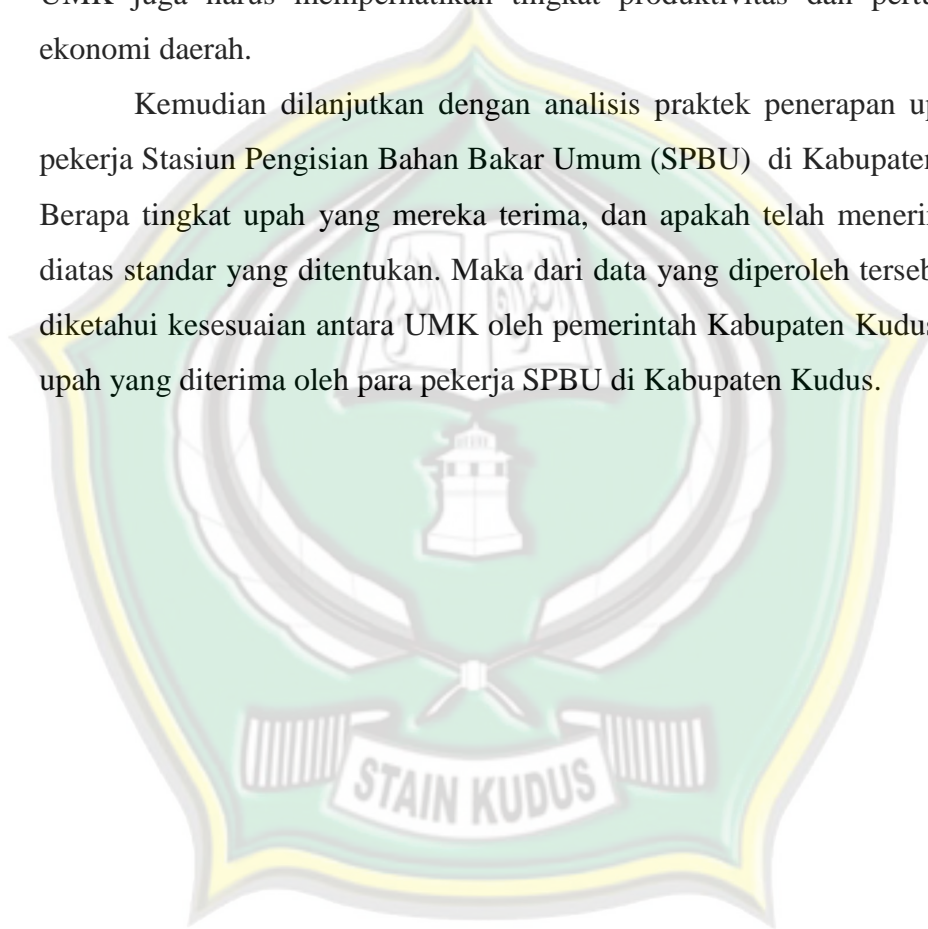 UMK juga harus memperhatikan tingkat produktivitas dan
ekonomi daerah.
Kemudian dilanjutkan dengan analisis praktek penerapan
pekerja Stasiun Pengisian Bahan Bakar Umum (SPBU) di Kabupaten
Berapa tingkat upah yang mereka terima, dan apakah telah
diatas standar yang ditentukan. Maka dari data yang diperoleh
diketahui kesesuaian antara UMK oleh pemerintah Kabupaten Kudus
upah yang diterima oleh para pekerja SPBU di Kabupaten Kudus.
STAIN KUDUS